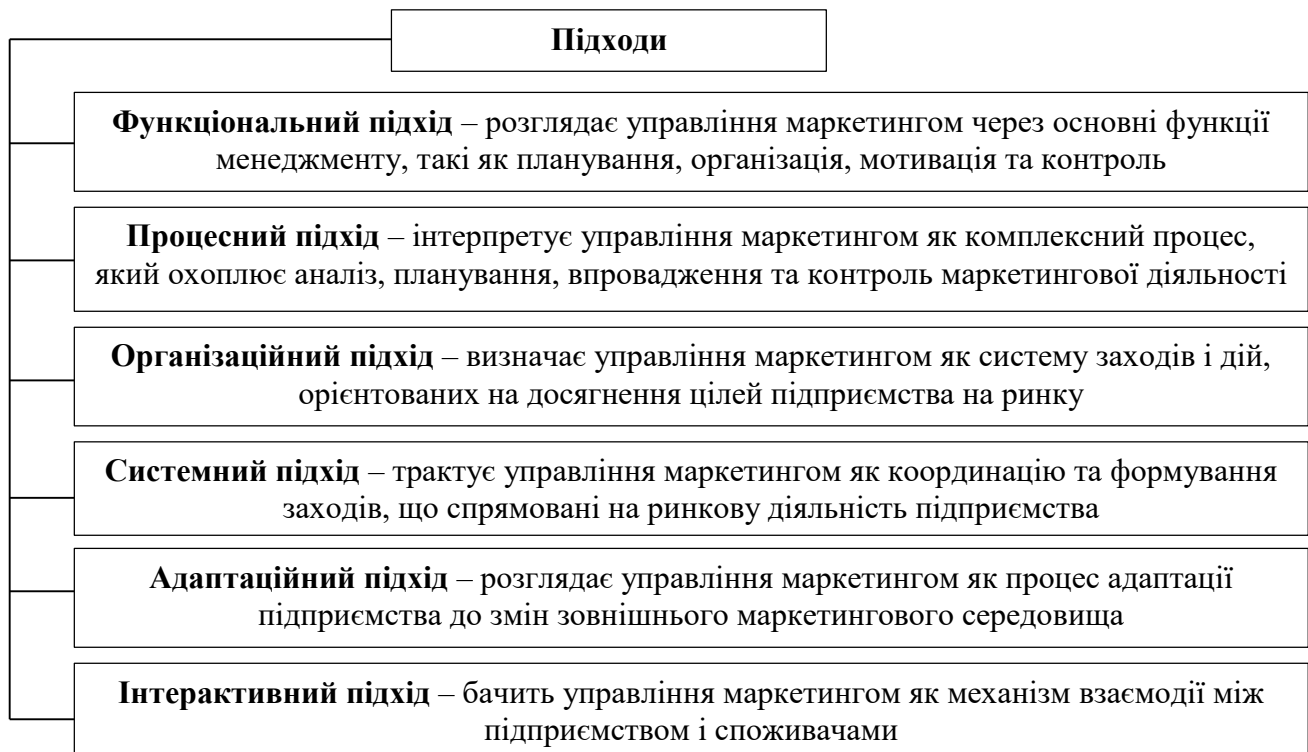 Підходи
Функціональний підхід – розглядає управління маркетингом через основні функції
менеджменту, такі як планування, організація, мотивація та контроль
Процесний підхід – інтерпретує управління маркетингом як комплексний процес,
який охоплює аналіз, планування, впровадження та контроль маркетингової діяльності
Організаційний підхід – визначає управління маркетингом як систему заходів і дій,
орієнтованих на досягнення цілей підприємства на ринку
Системний підхід – трактує управління маркетингом як координацію та формування
заходів, що спрямовані на ринкову діяльність підприємства
Адаптаційний підхід – розглядає управління маркетингом як процес адаптації
підприємства до змін зовнішнього маркетингового середовища
Інтерактивний підхід – бачить управління маркетингом як механізм взаємодії між
підприємством і споживачами